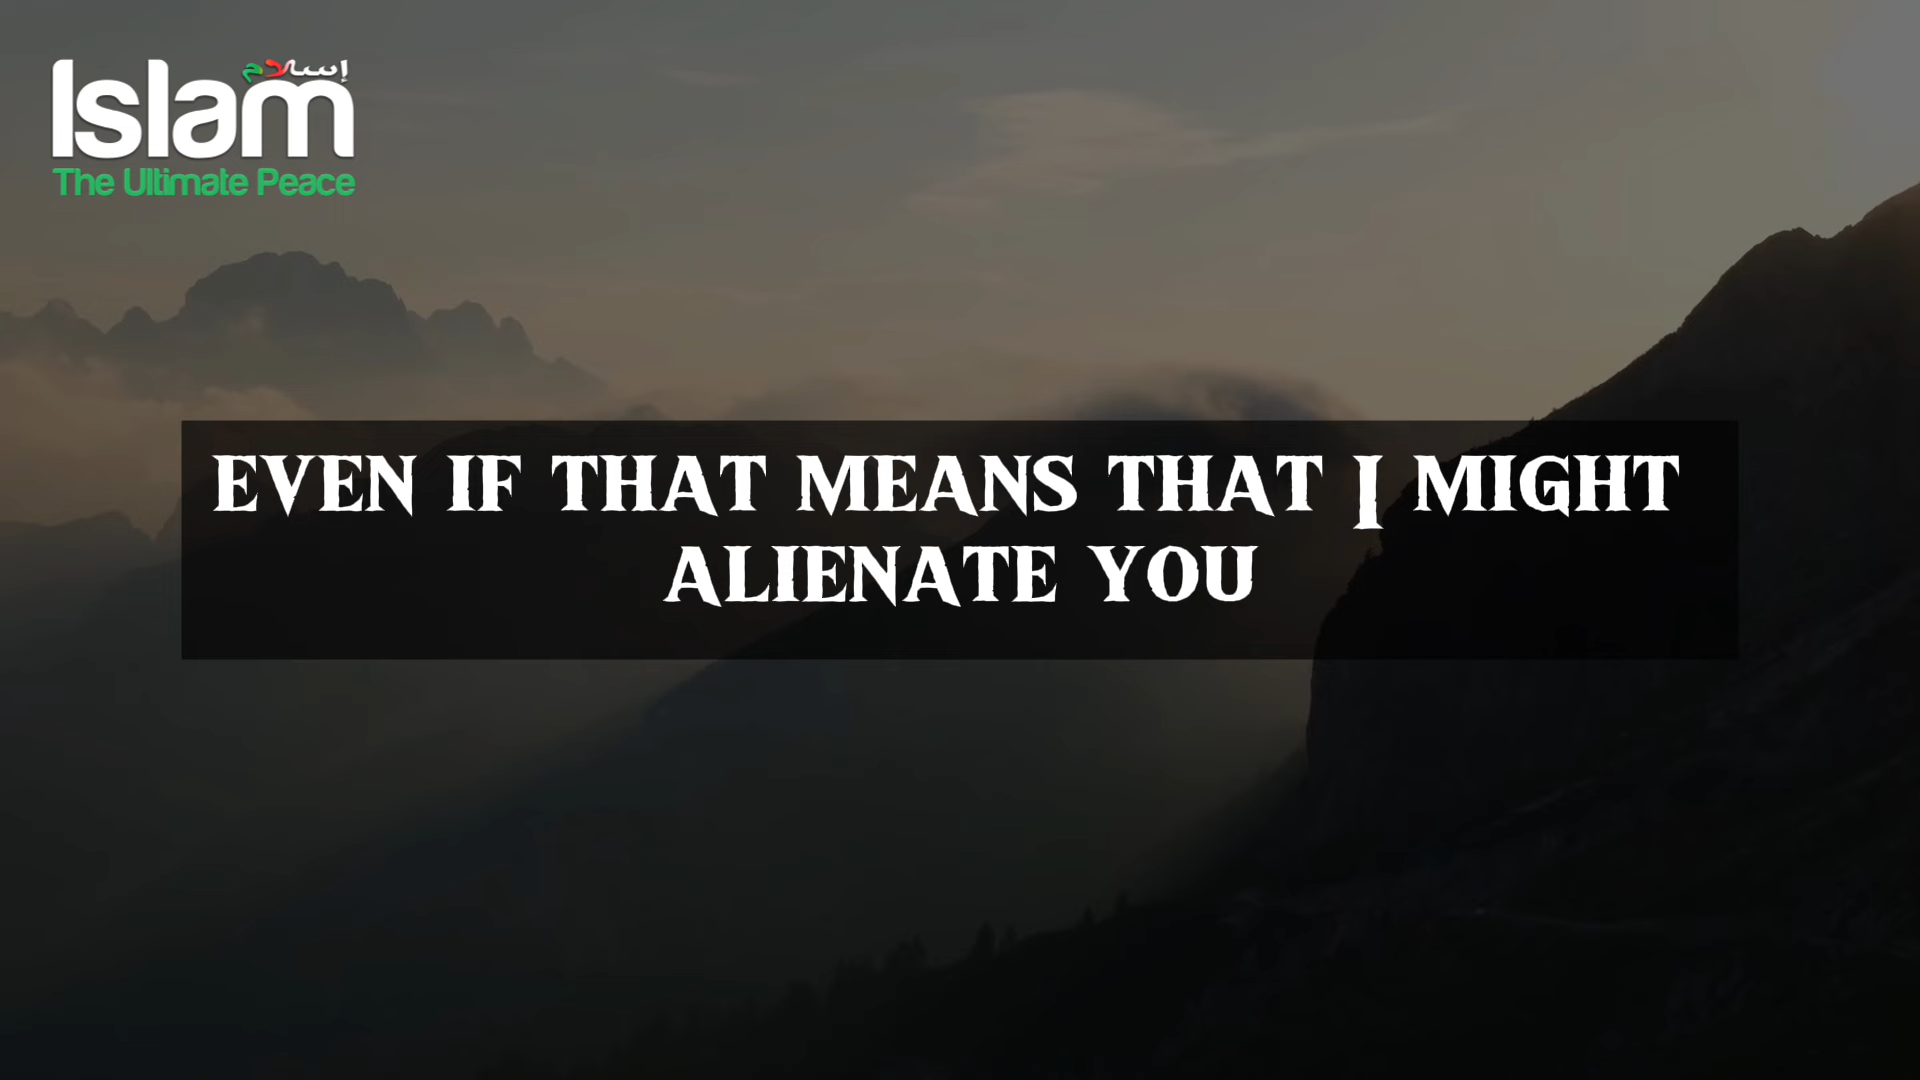 إسلام
Islam
The Ultimate Peace
EVEN IF THAT MEANS THAT I MIGHT
ALIENATE YOU